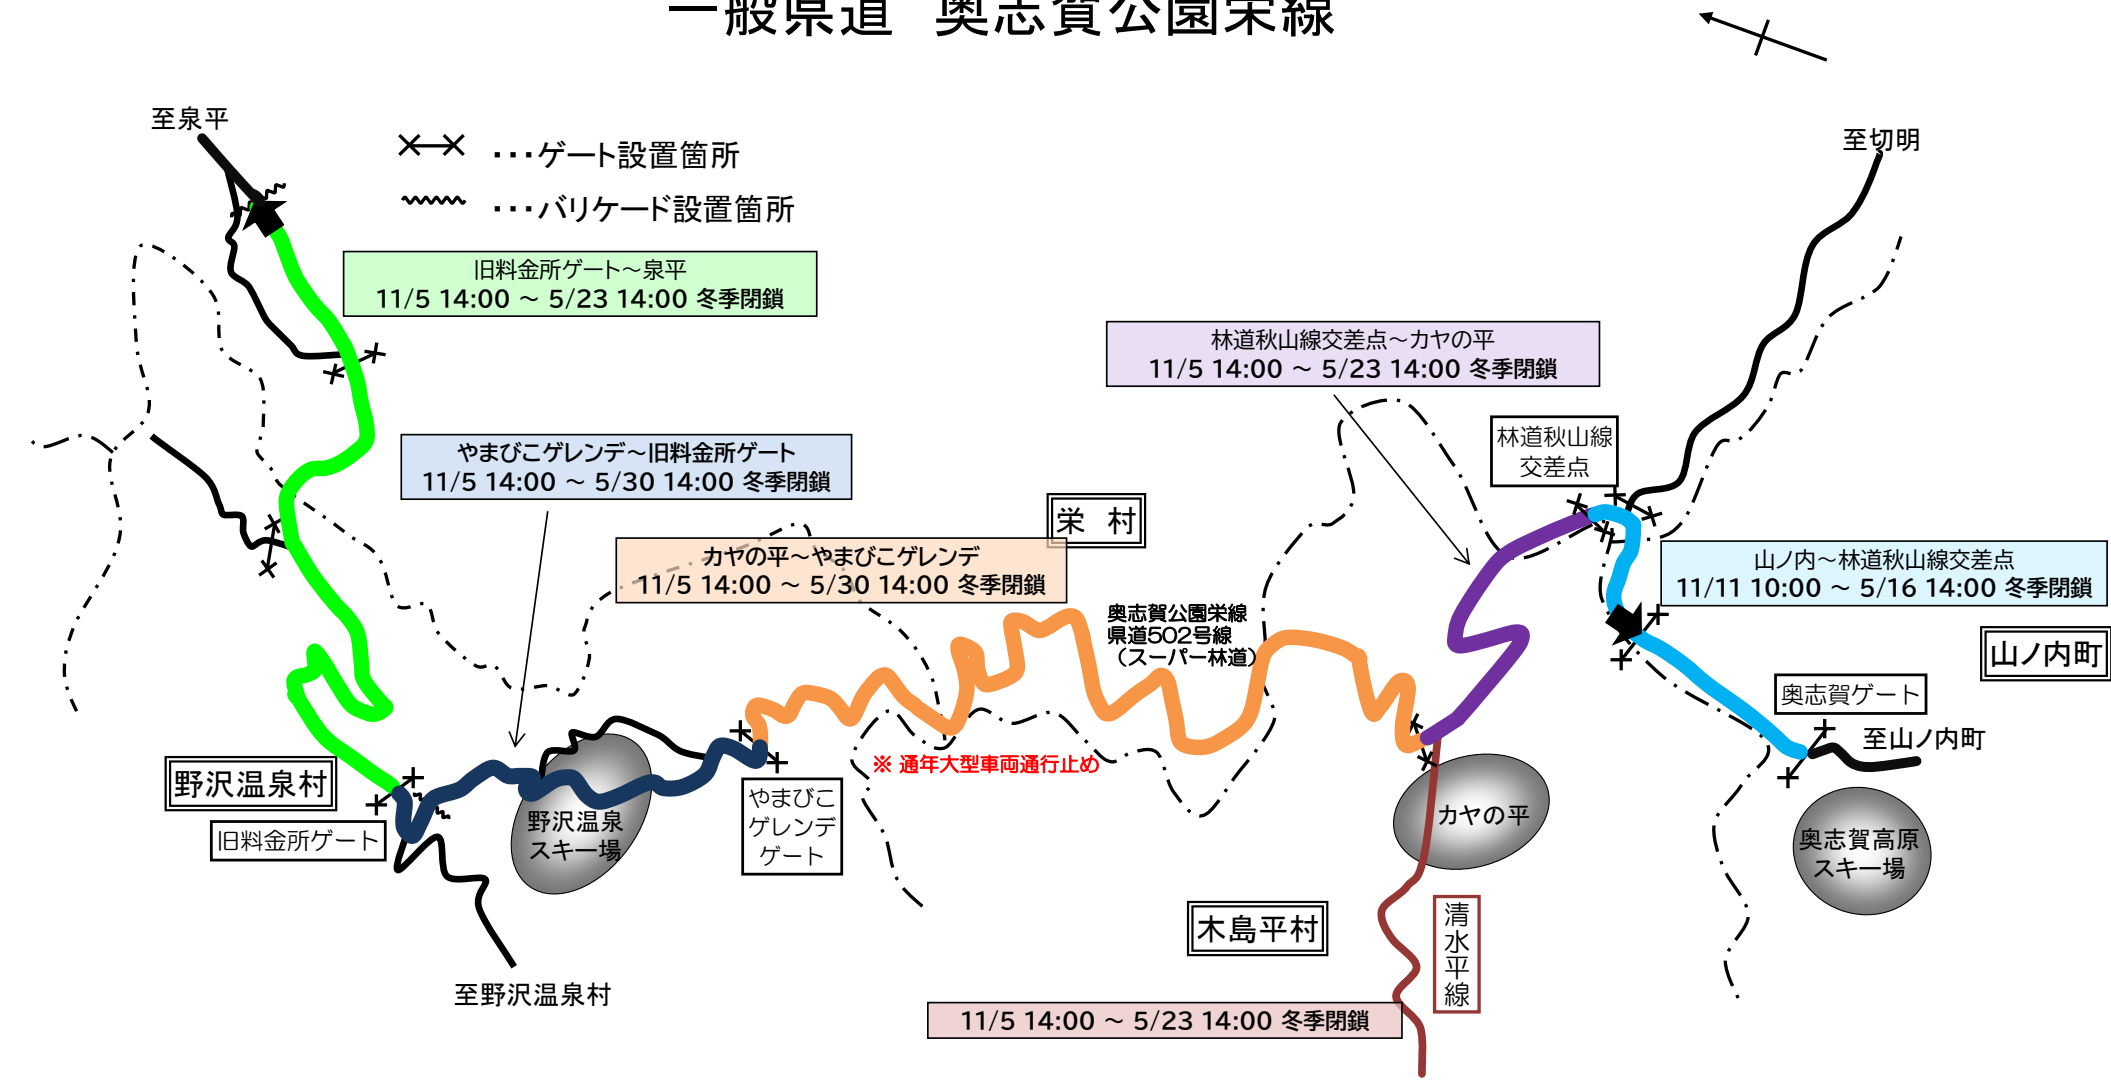 一般県道　奥志賀公園栄線
至泉平
・・・ゲート設置箇所
・・・バリケード設置箇所
至切明
旧料金所ゲート～泉平
11/5 14:00 ～ 5/23 14:00 冬季閉鎖
林道秋山線交差点～カヤの平
11/5 14:00 ～ 5/23 14:00 冬季閉鎖
やまびこゲレンデ～旧料金所ゲート
11/5 14:00 ～ 5/30 14:00 冬季閉鎖
林道秋山線
交差点
栄　村
カヤの平～やまびこゲレンデ
11/5 14:00 ～ 5/30 14:00 冬季閉鎖
山ノ内～林道秋山線交差点
11/11 10:00 ～ 5/16 14:00 冬季閉鎖
奥志賀公園栄線
県道502号線
（スーパー林道）
山ノ内町
奥志賀ゲート
至山ノ内町
※ 通年大型車両通行止め
野沢温泉村
旧料金所ゲート
野沢温泉
スキー場
やまびこ
ゲレンデ
ゲート
カヤの平
奥志賀高原
スキー場
木島平村
清水平線
至野沢温泉村
11/5 14:00 ～ 5/23 14:00 冬季閉鎖